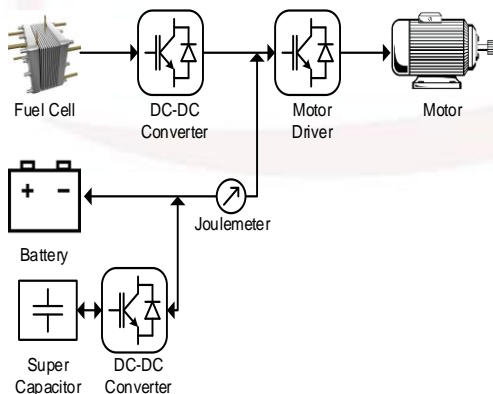 Fuel Cell
DC-DC
Converter
Motor
Driver
Motor
+ -
Joulemeter
Battery
Super
Capacitor
DC-DC
Converter